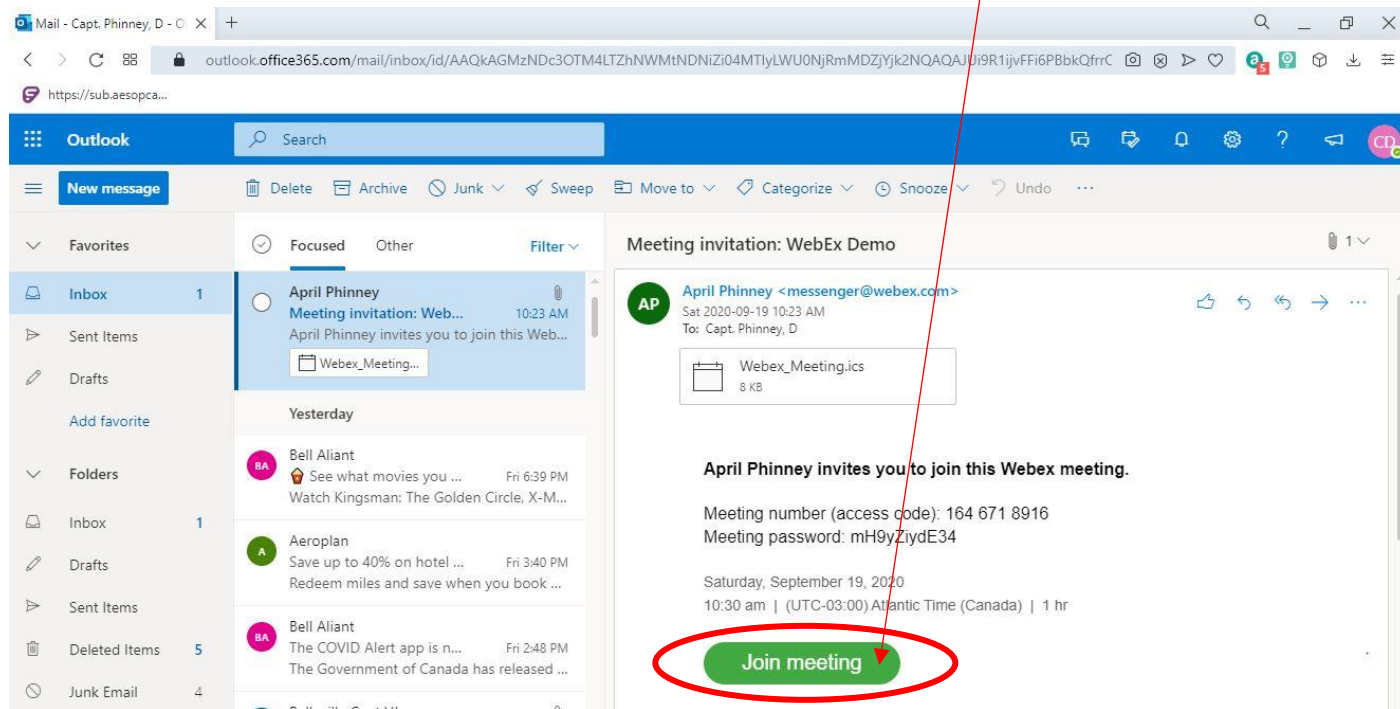 Mail - Capt. Phinney, D - O
outlook.office365.com/mail/inbox/id/
https://sub.aesopca...
Outlook
Search
CD
New message
Delete Archive Junk Sweep Move to Categorize Snooze Undo ...
Favorites
Inbox 1
Sent Items
Drafts
Add favorite
Folders
Inbox 1
Drafts
Sent Items
Deleted Items 5
Junk Email 4
Focused Other Filter
April Phinney
Meeting invitation: Web... 10:23 AM
April Phinney invites you to join this Web...
Webex_Meeting...
Yesterday
BA
Bell Aliant
See what movies you ... Fri 6:39 PM
Watch Kingsman: The Golden Circle, X-M...
A
Aeroplan
Save up to 40% on hotel ... Fri 3:40 PM
Redeem miles and save when you book ...
BA
Bell Aliant
The COVID Alert app is n... Fri 2:48 PM
The Government of Canada has released ...
Meeting invitation: WebEx Demo
1
AP
April Phinney <messenger@webex.com>
Sat 2020-09-19 10:23 AM
To: Capt. Phinney, D
Webex_Meeting.ics
8 KB
April Phinney invites you to join this Webex meeting.
Meeting number (access code): 164 671 8916
Meeting password: mH9yZiydE34
Saturday, September 19, 2020
10:30 am | (UTC-03:00) Atlantic Time (Canada) | 1 hr
Join meeting